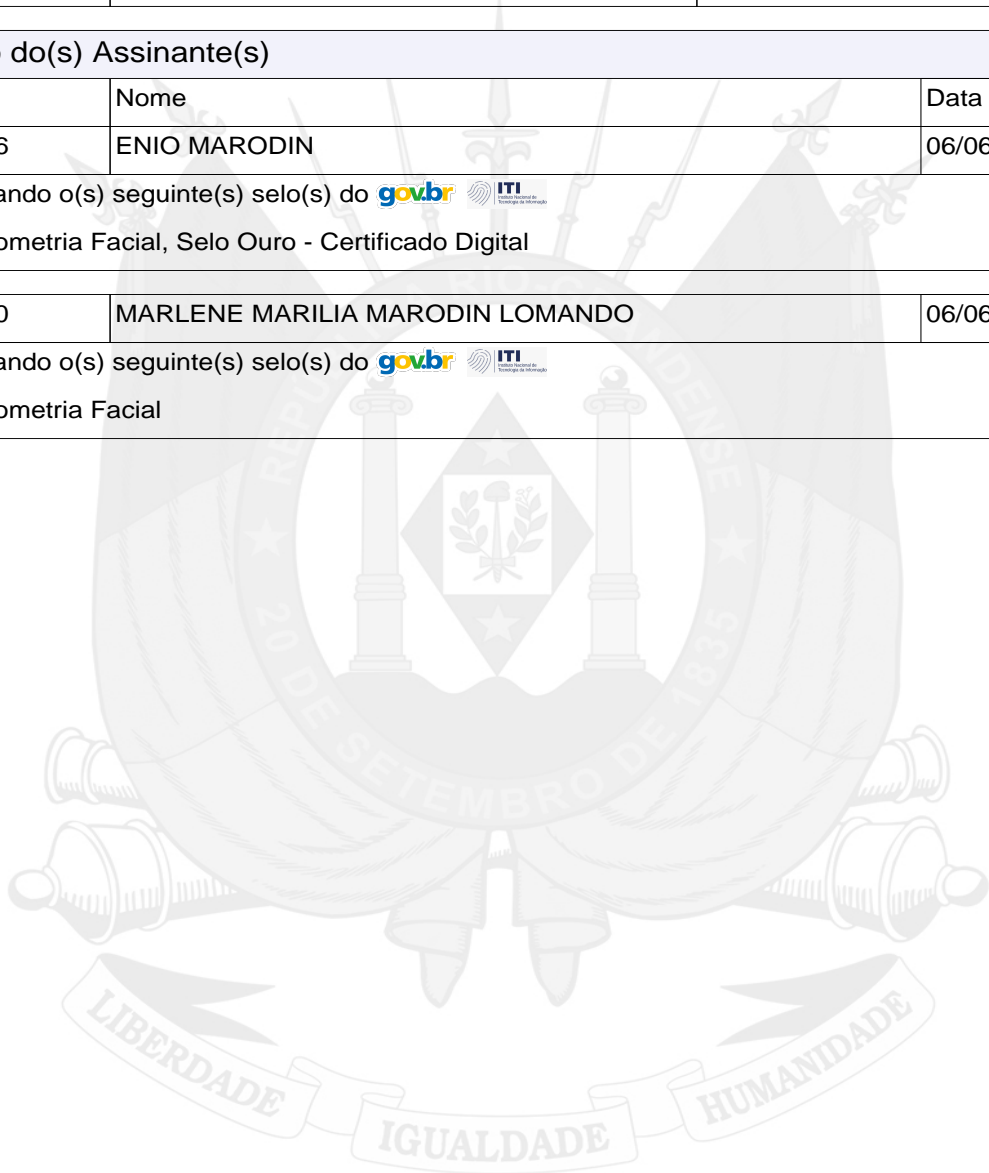 do(s) Assinante(s)
Nome Data
6 ENIO MARODIN 06/06
ando o(s) seguinte(s) selo(s) do gov.br ITI
ometria Facial, Selo Ouro - Certificado Digital
0 MARLENE MARILIA MARODIN LOMANDO 06/06
ando o(s) seguinte(s) selo(s) do gov.br ITI
ometria Facial
REPÚBLICA RIO-GRANDENSE
20 DE SETEMBRO DE 1835
LIBERDADE
IGUALDADE
HUMANIDADE